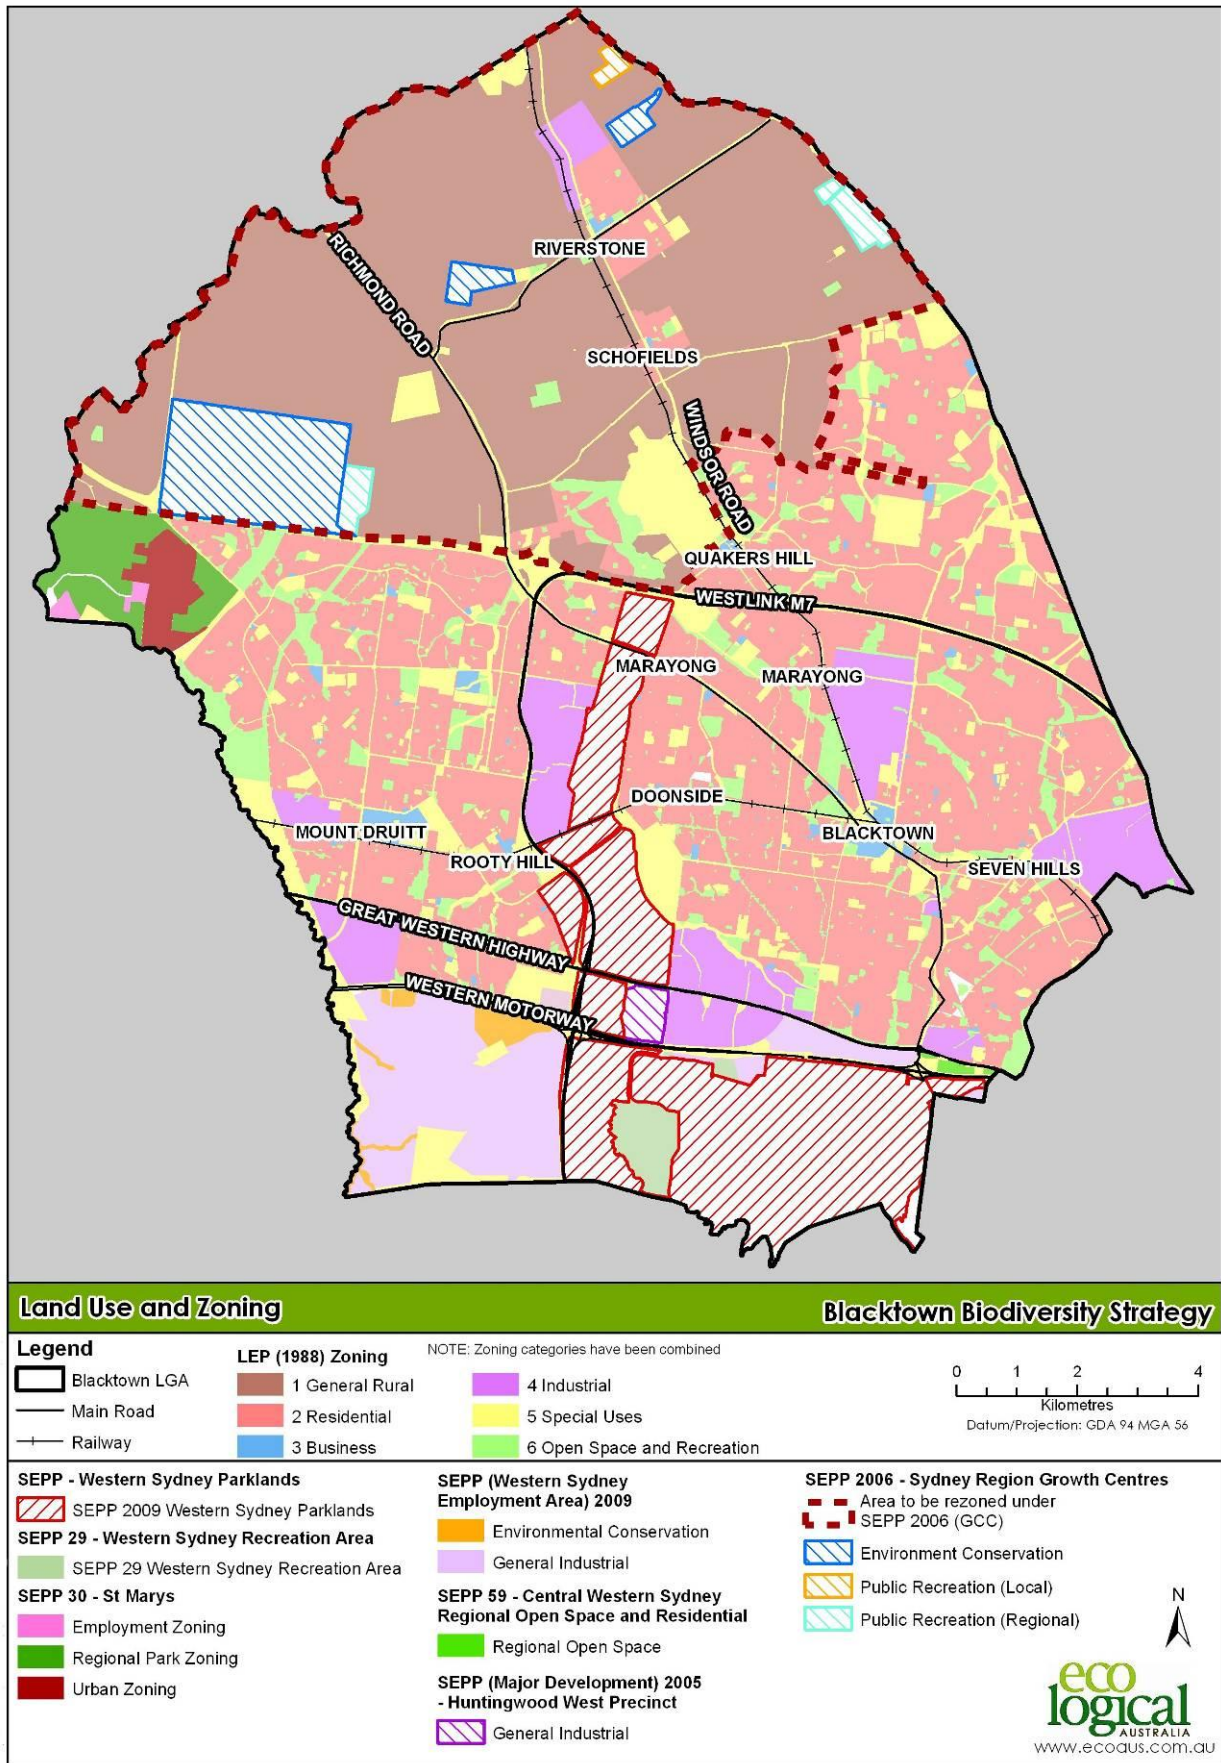 RICHMOND ROAD
RIVERSTONE
SCHOFIELDS
WINDSOR ROAD
QUAKERS HILL
WESTLINK M7
MARAYONG
MARAYONG
DOONSIDE
MOUNT DRUITT
BLACKTOWN
ROOTY HILL
SEVEN HILLS
GREAT WESTERN HIGHWAY
WESTERN MOTORWAY
Land Use and Zoning
Blacktown Biodiversity Strategy
Legend
Blacktown LGA
Main Road
Railway
LEP (1988) Zoning
NOTE: Zoning categories have been combined
1 General Rural
2 Residential
3 Business
4 Industrial
5 Special Uses
6 Open Space and Recreation
0 1 2 4
Kilometres
Datum/Projection: GDA 94 MGA 56
SEPP - Western Sydney Parklands
SEPP 2009 Western Sydney Parklands
SEPP 29 - Western Sydney Recreation Area
SEPP 29 Western Sydney Recreation Area
SEPP 30 - St Marys
Employment Zoning
Regional Park Zoning
Urban Zoning
SEPP (Western Sydney
Employment Area) 2009
Environmental Conservation
General Industrial
SEPP 59 - Central Western Sydney
Regional Open Space and Residential
Regional Open Space
SEPP (Major Development) 2005
- Huntingwood West Precinct
General Industrial
SEPP 2006 - Sydney Region Growth Centres
Area to be rezoned under
SEPP 2006 (GCC)
Environment Conservation
Public Recreation (Local)
Public Recreation (Regional)
N
eco
logical
AUSTRALIA
www.ecoaus.com.au